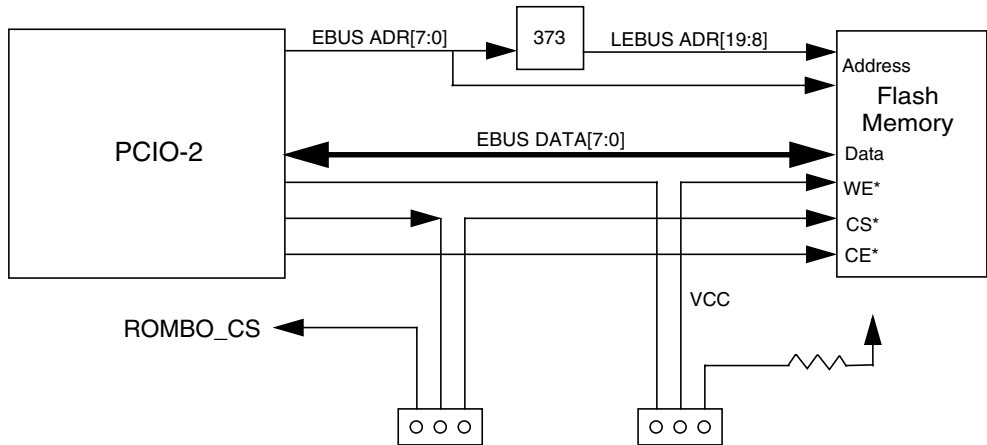 EBUS ADR[7:0]
373
LEBUS ADR[19:8]
Address
Flash
Memory
PCIO-2
EBUS DATA[7:0]
Data
WE*
CS*
CE*
VCC
ROMBO_CS